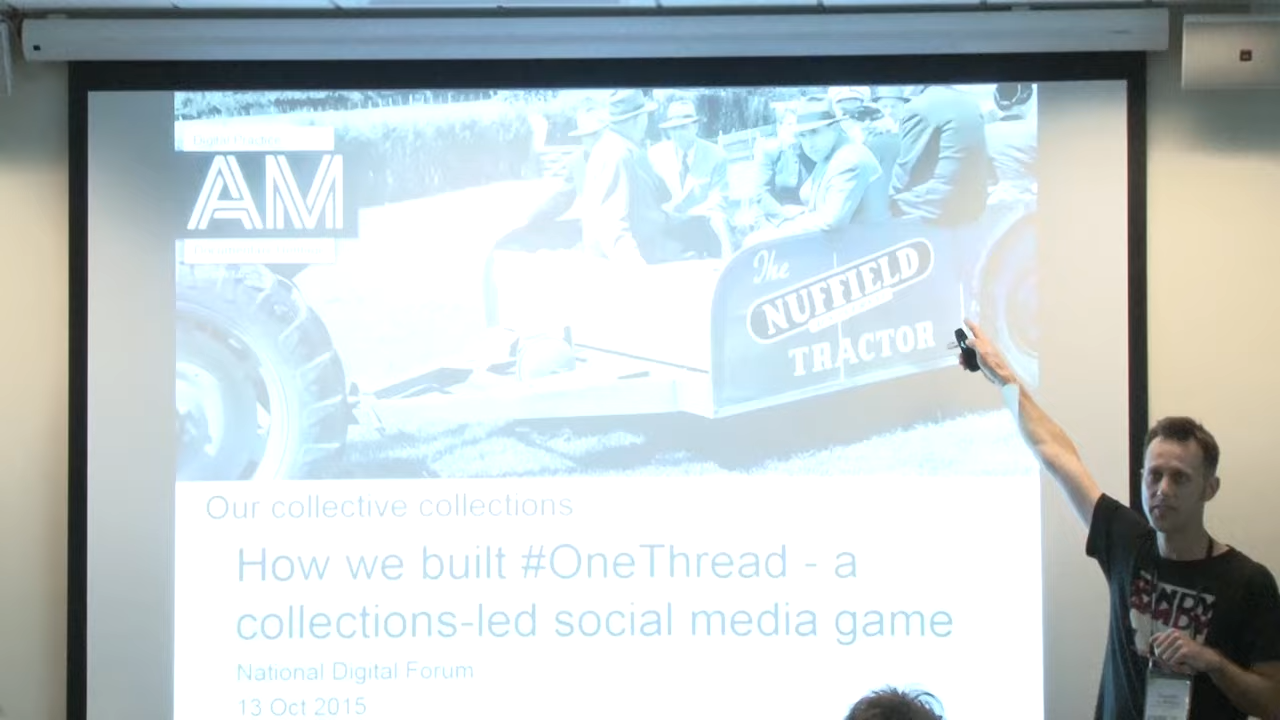 AM
The
NUFFIELD
TRACTOR
Our collective collections
How we built #OneThread - a
collections-led social media game
National Digital Forum
13 Oct 2015